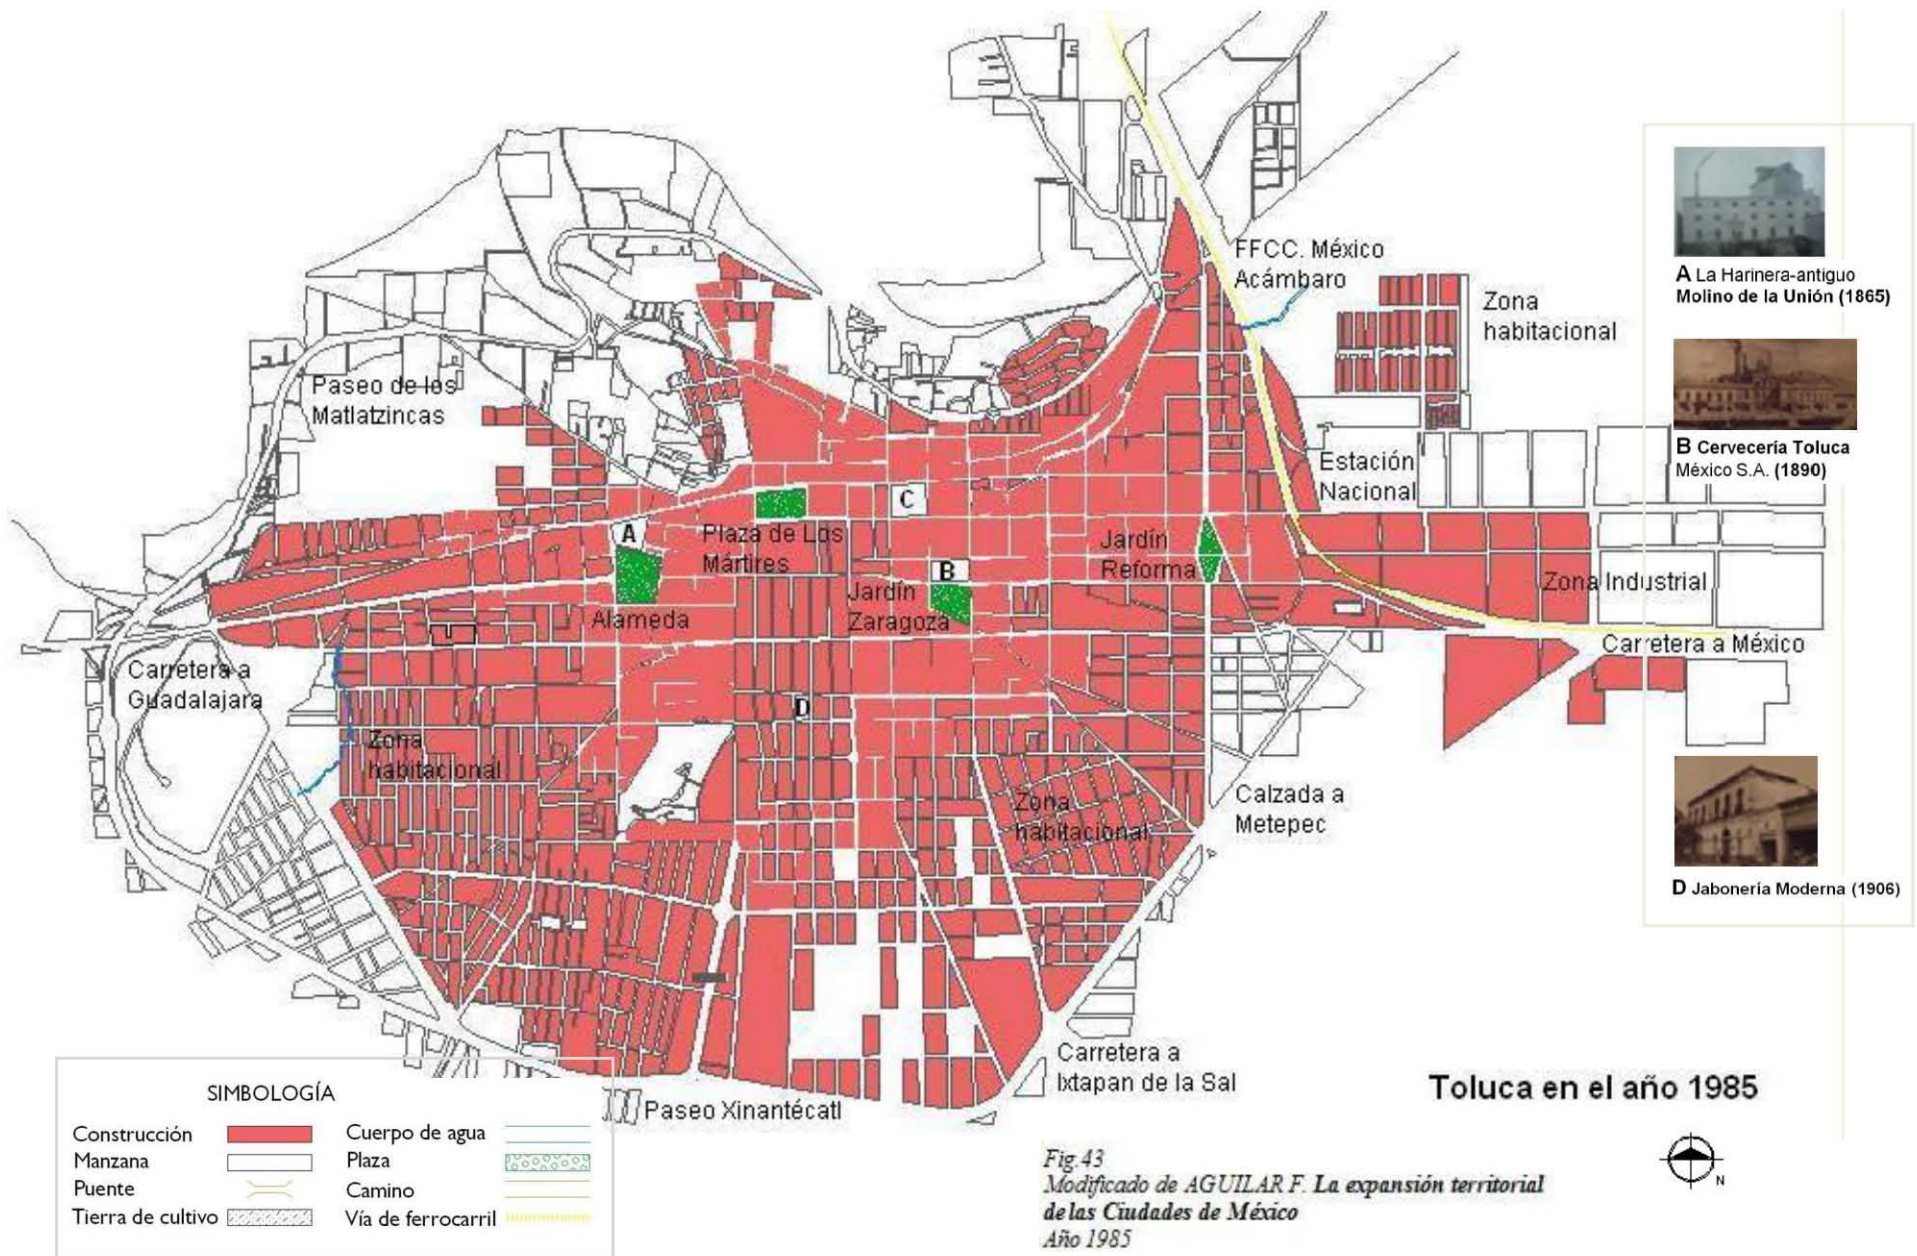 FFCC. México
Acámbaro
Zona
habitacional
Paseo de los
Matlatzincas
Estación
Nacional
C
A
Plaza de Los
Mártires
Jardín
Reforma
B
Jardín
Zaragoza
Alameda
Zona Industrial
Carretera a México
Carretera a
Guadalajara
D
Zona
habitacional
Zona
habitacional
Calzada a
Metepec
Carretera a
Ixtapan de la Sal
Paseo Xinantécatl
A La Harinera-antiguo
Molino de la Unión (1865)
B Cervecería Toluca
México S.A. (1890)
D Jabonería Moderna (1906)
SIMBOLOGÍA
Construcción
Manzana
Puente
Tierra de cultivo
Cuerpo de agua
Plaza
Camino
Vía de ferrocarril
Toluca en el año 1985
N
Fig.43
Modificado de AGUILAR F. La expansión territorial
de las Ciudades de México
Año 1985